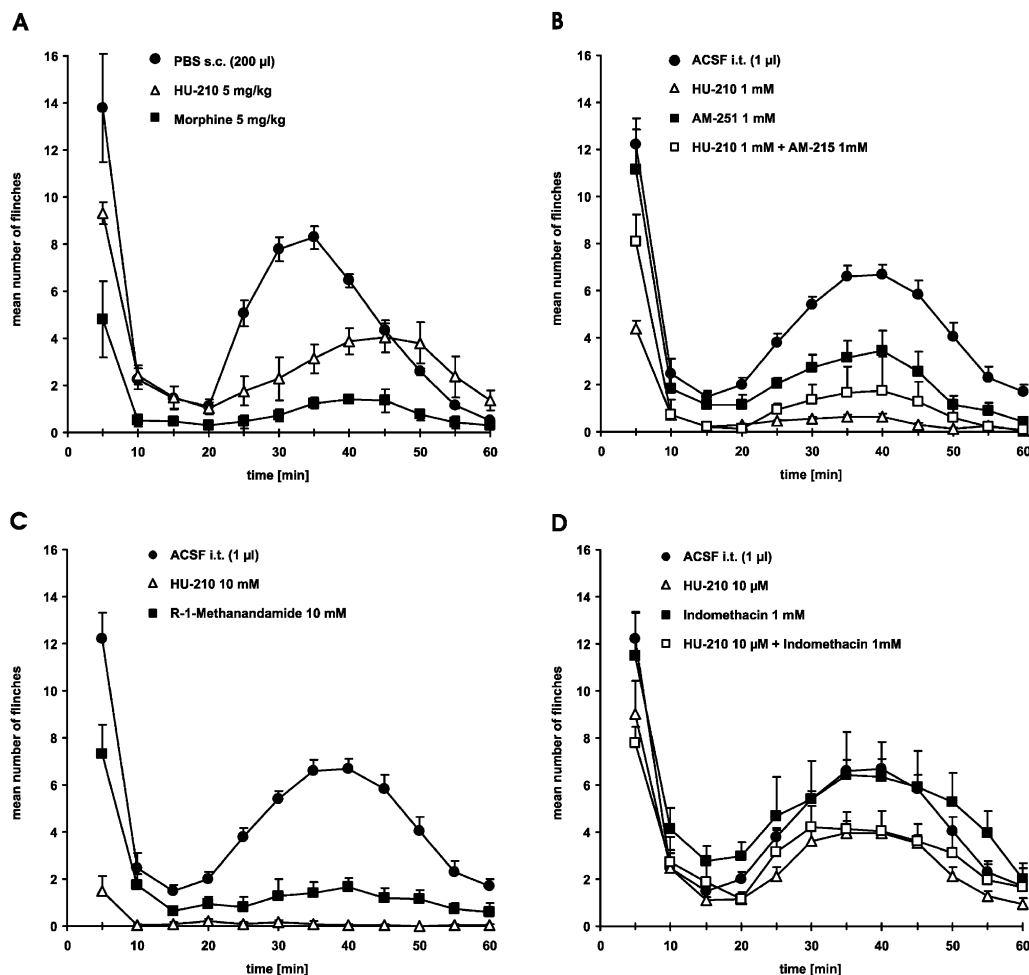 A
16
14
12
10
8
6
4
2
0
0 10 20 30 40 50 60
mean number of flinches
time [min]
PBS s.c. (200 µl)
HU-210 5 mg/kg
Morphine 5 mg/kg
B
16
14
12
10
8
6
4
2
0
0 10 20 30 40 50 60
mean number of flinches
time [min]
ACSF i.t. (1 µl)
HU-210 1 mM
AM-251 1 mM
HU-210 1 mM + AM-215 1mM
C
16
14
12
10
8
6
4
2
0
0 10 20 30 40 50 60
mean number of flinches
time [min]
ACSF i.t. (1 µl)
HU-210 10 mM
R-1-Methanandamide 10 mM
D
16
14
12
10
8
6
4
2
0
0 10 20 30 40 50 60
mean number of flinches
time [min]
ACSF i.t. (1 µl)
HU-210 10 µM
Indomethacin 1 mM
HU-210 10 µM + Indomethacin 1mM